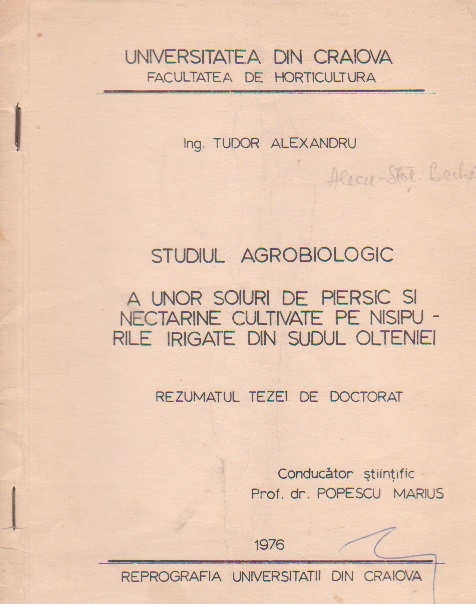 UNIVERSITATEA DIN CRAIOVA
FACULTATEA DE HORTICULTURA
Ing. TUDOR ALEXANDRU
STUDIUL AGROBIOLOGIC
A UNOR SOIURI DE PIERSIC SI
NECTARINE CULTIVATE PE NISIPU -
RILE IRIGATE DIN SUDUL OLTENIEI
REZUMATUL TEZEI DE DOCTORAT
Conducător științific
Prof. dr. POPESCU MARIUS
1976
REPROGRAFIA UNIVERSITATII DIN CRAIOVA